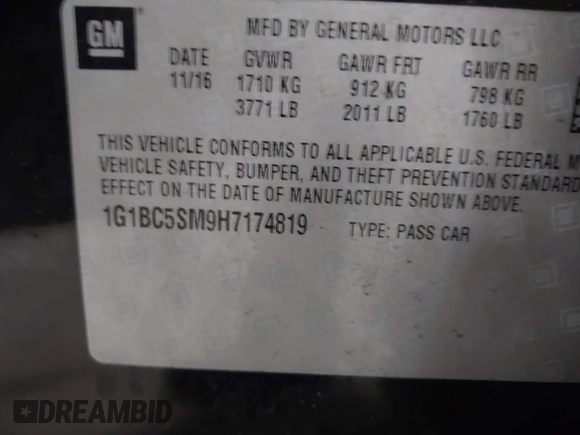 GM
MFD BY GENERAL MOTORS LLC
DATE GVWR GAWR FRT GAWR RR
11/16 1710 KG 912 KG 798 KG
3771 LB 2011 LB 1760 LB
THIS VEHICLE CONFORMS TO ALL APPLICABLE U.S. FEDERAL M
VEHICLE SAFETY, BUMPER, AND THEFT PREVENTION STANDARD
EFFECT ON THE DATE OF MANUFACTURE SHOWN ABOVE.
1G1BC5SM9H7174819 TYPE: PASS CAR
DREAMBID